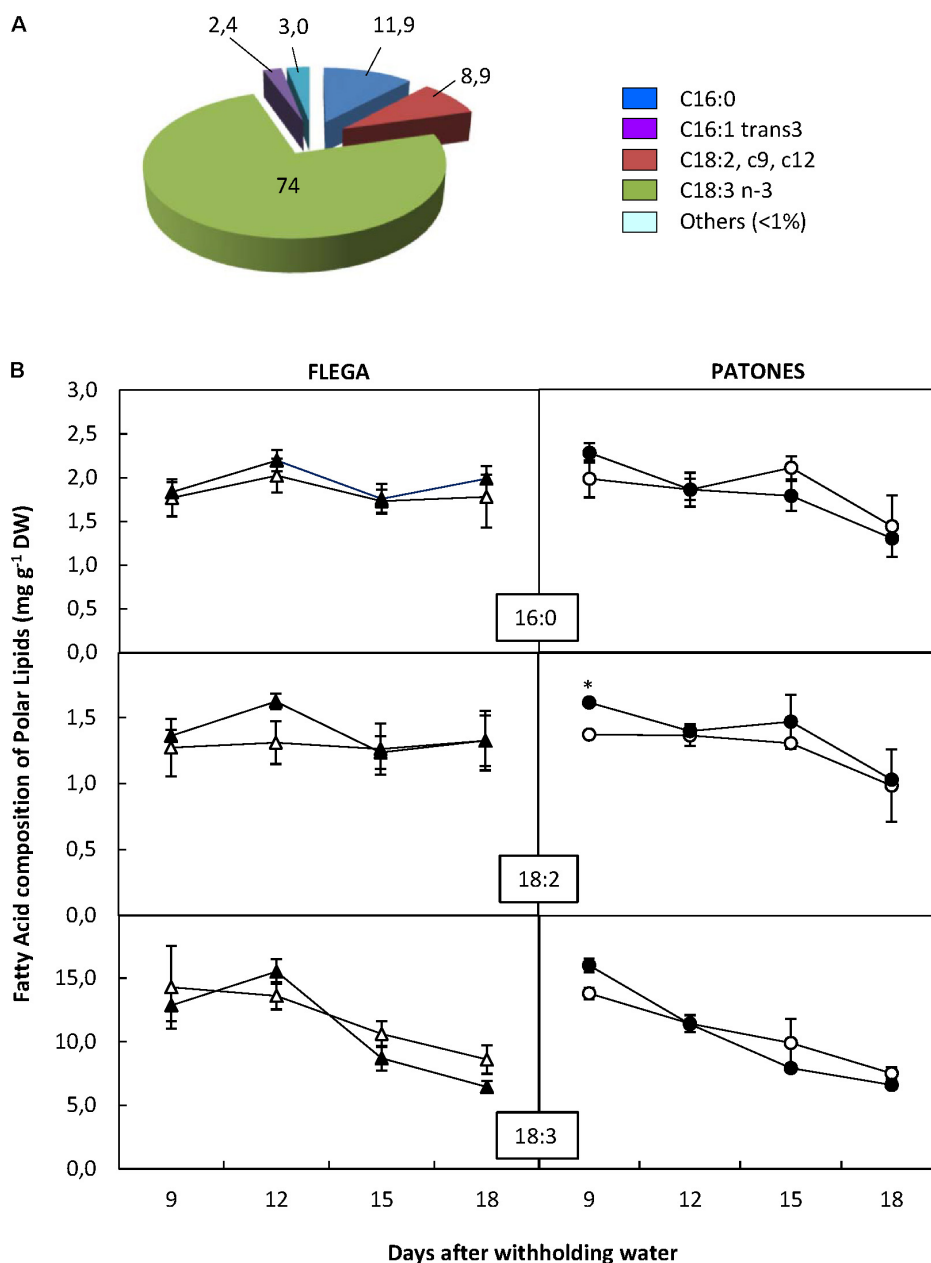 A
2,4
3,0
11,9
8,9
74
C16:0
C16:1 trans3
C18:2, c9, c12
C18:3 n-3
Others (<1%)
B
FLEGA
PATONES
Fatty Acid composition of Polar Lipids (mg g⁻¹ DW)
3,0
2,5
2,0
1,5
1,0
0,5
0,0
16:0
1,5
1,0
0,5
0,0
*
18:2
15,0
10,0
5,0
0,0
18:3
9 12 15 18 9 12 15 18
Days after withholding water